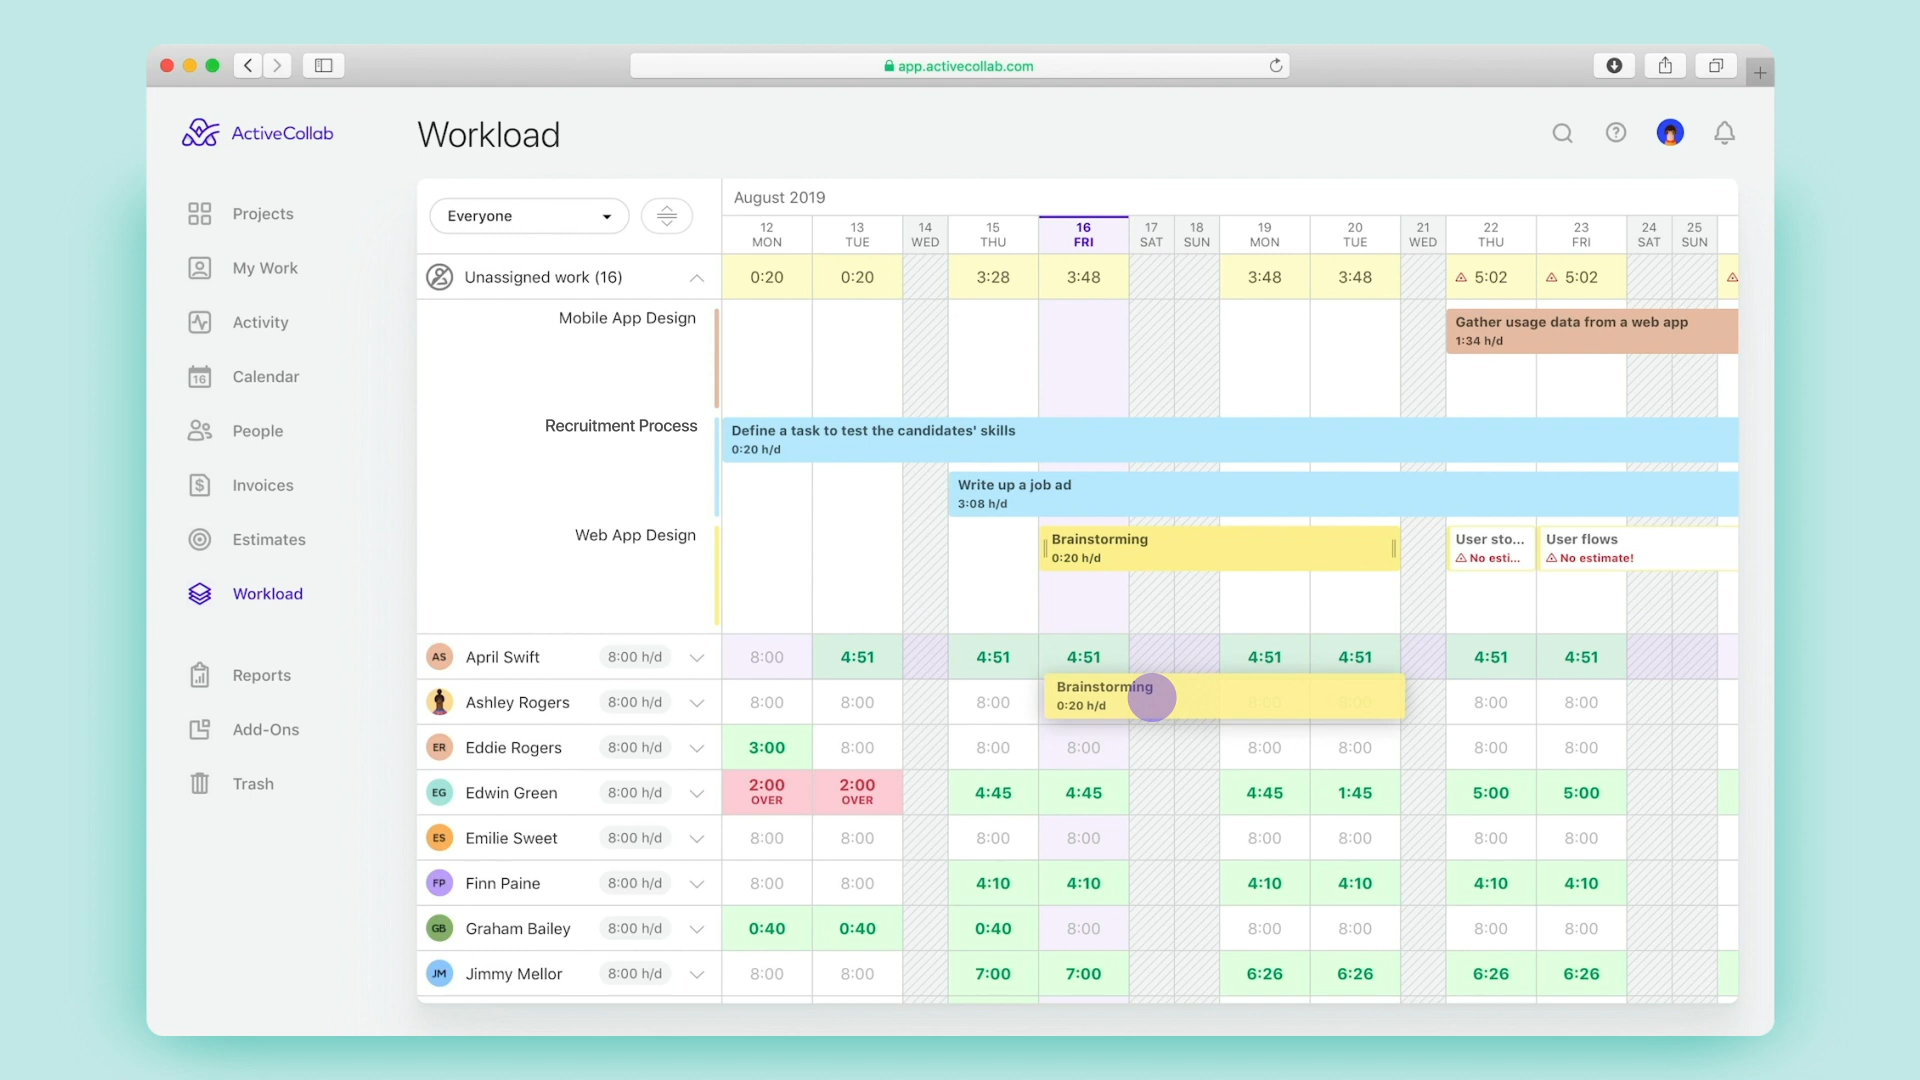 app.activecollab.com
ActiveCollab
Workload
Projects
My Work
Activity
16
Calendar
People
Invoices
Estimates
Workload
Reports
Add-Ons
Trash
Everyone
August 2019
12 13 14 15 16 17 18 19 20 21 22 23 24 25
MON TUE WED THU FRI SAT SUN MON TUE WED THU FRI SAT SUN
Unassigned work (16) 0:20 0:20 3:28 3:48 3:48 3:48 5:02 5:02
Mobile App Design
Gather usage data from a web app
1:34 h/d
Recruitment Process
Define a task to test the candidates' skills
0:20 h/d
Write up a job ad
3:08 h/d
Web App Design
Brainstorming
0:20 h/d
User sto...
No esti...
User flows
No estimate!
AS April Swift 8:00 h/d 8:00 4:51 4:51 4:51 4:51 4:51 4:51 4:51
Ashley Rogers 8:00 h/d 8:00 8:00 8:00 8:00 8:00 8:00 8:00
Brainstorming
0:20 h/d
ER Eddie Rogers 8:00 h/d 3:00 8:00 8:00 8:00 8:00 8:00 8:00 8:00
EG Edwin Green 8:00 h/d 2:00 OVER 2:00 OVER 4:45 4:45 4:45 1:45 5:00 5:00
ES Emilie Sweet 8:00 h/d 8:00 8:00 8:00 8:00 8:00 8:00 8:00 8:00
FP Finn Paine 8:00 h/d 8:00 8:00 4:10 4:10 4:10 4:10 4:10 4:10
GB Graham Bailey 8:00 h/d 0:40 0:40 0:40 8:00 8:00 8:00 8:00 8:00
JM Jimmy Mellor 8:00 h/d 8:00 8:00 7:00 7:00 6:26 6:26 6:26 6:26